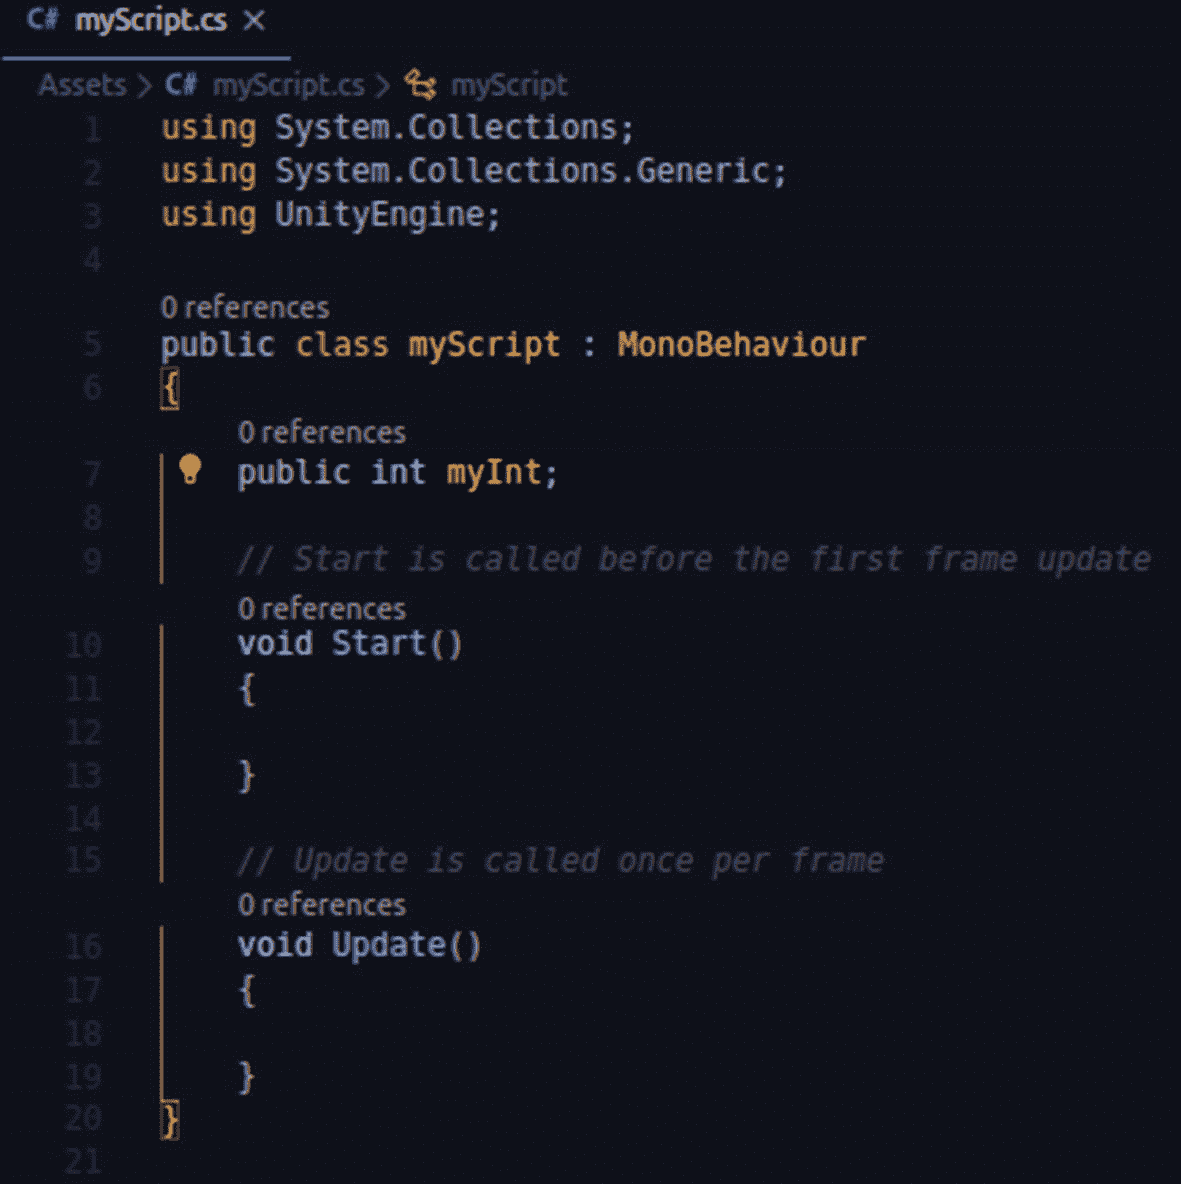 C# myScript.cs ×
Assets > C# myScript.cs > myScript
1 using System.Collections;
2 using System.Collections.Generic;
3 using UnityEngine;
4
0 references
5 public class myScript : MonoBehaviour
6 {
0 references
7 public int myInt;
8
9 // Start is called before the first frame update
0 references
10 void Start()
11 {
12
13 }
14
15 // Update is called once per frame
0 references
16 void Update()
17 {
18
19 }
20 }
21